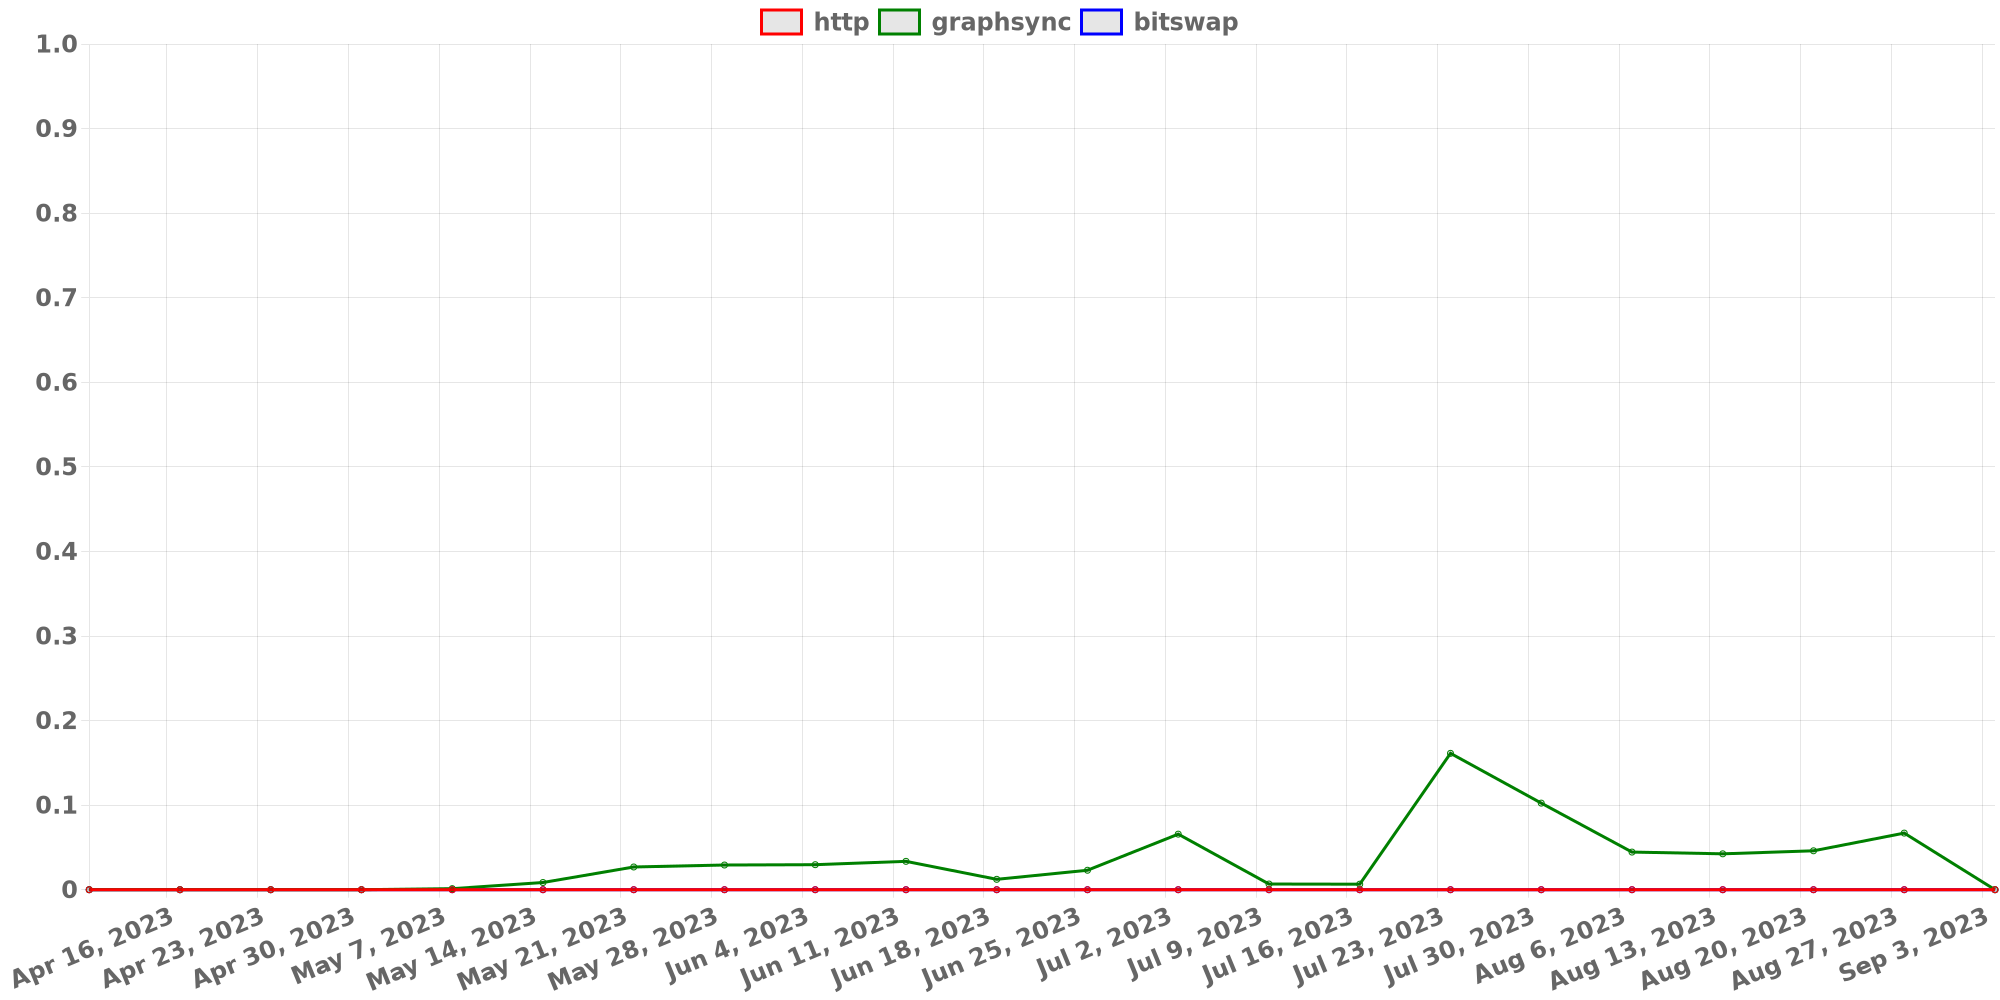 http graphsync bitswap
1.0
0.9
0.8
0.7
0.6
0.5
0.4
0.3
0.2
0.1
0
Apr 16, 2023
Apr 23, 2023
Apr 30, 2023
May 7, 2023
May 14, 2023
May 21, 2023
May 28, 2023
Jun 4, 2023
Jun 11, 2023
Jun 18, 2023
Jun 25, 2023
Jul 2, 2023
Jul 9, 2023
Jul 16, 2023
Jul 23, 2023
Jul 30, 2023
Aug 6, 2023
Aug 13, 2023
Aug 20, 2023
Aug 27, 2023
Sep 3, 2023